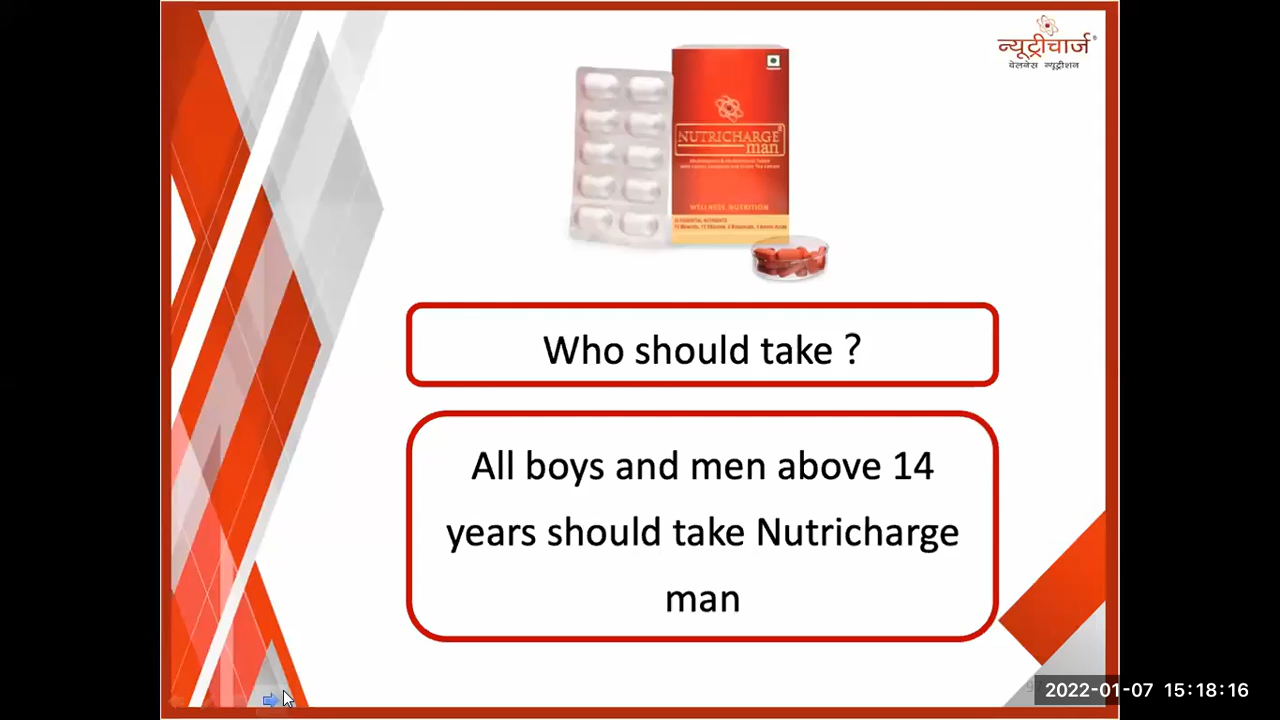 न्यूट्रीचार्ज
वेलनेस न्यूट्रीशन
NUTRICHARGE
man
WELLNESS NUTRITION
Who should take ?
All boys and men above 14
years should take Nutricharge
man
2022-01-07 15:18:16